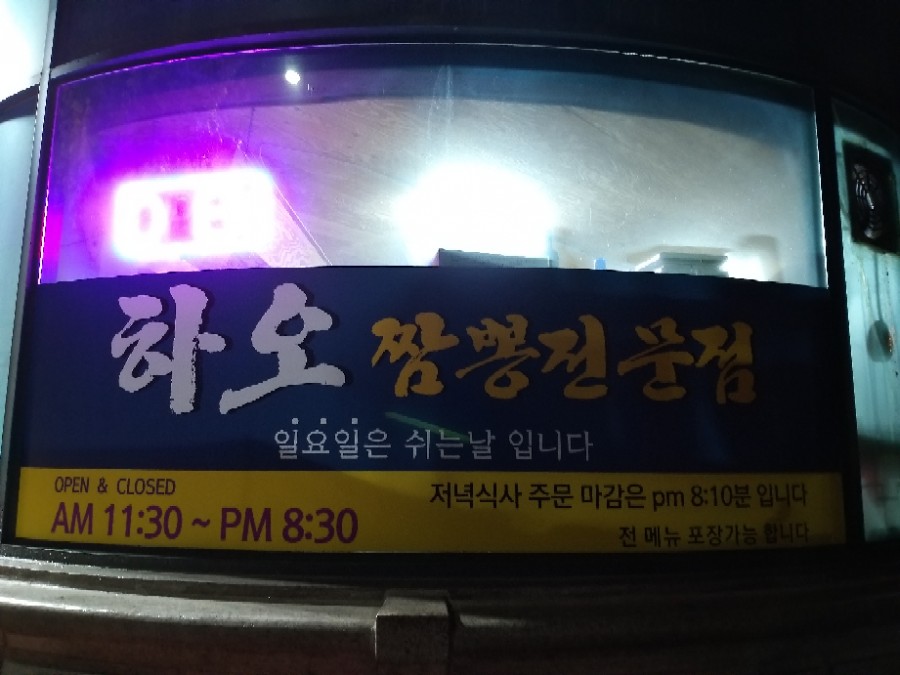 하오 짬뽕전문점
일요일은 쉬는날 입니다
OPEN & CLOSED
AM 11:30 ~ PM 8:30
저녁식사 주문 마감은 pm 8:10분 입니다
전 메뉴 포장가능 합니다